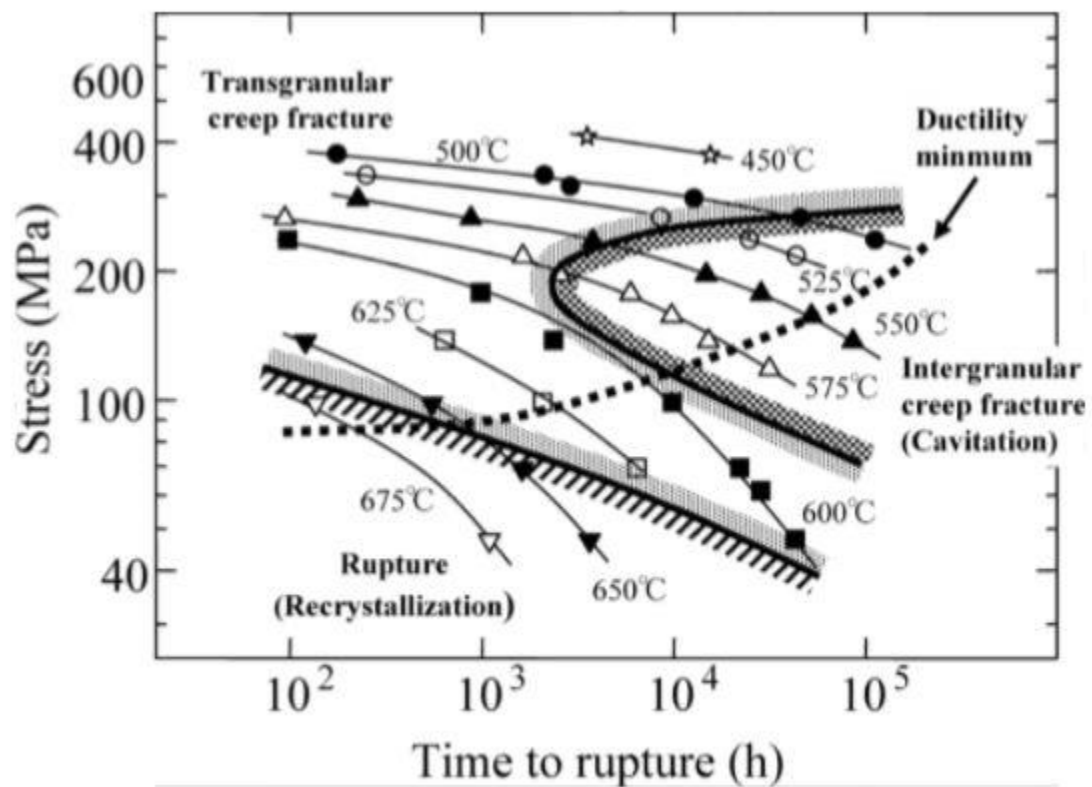 600
400
200
100
40
Stress (MPa)
Transgranular
creep fracture
500℃
450℃
Ductility
minmum
525℃
550℃
575℃
625℃
Intergranular
creep fracture
(Cavitation)
600℃
675℃
Rupture
(Recrystallization)
650℃
10²
10³
10⁴
10⁵
Time to rupture (h)